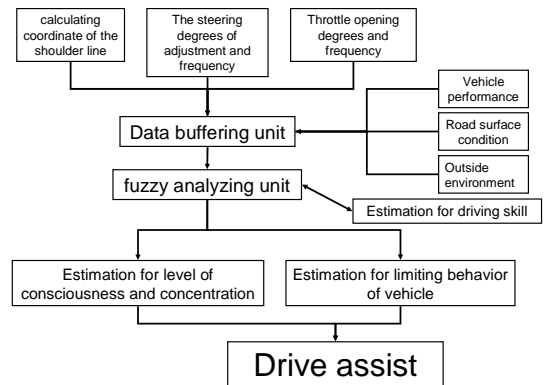 calculating
coordinate of the
shoulder line
The steering
degrees of
adjustment and
frequency
Throttle opening
degrees and
frequency
Vehicle
performance
Data buffering unit
Road surface
condition
Outside
environment
fuzzy analyzing unit
Estimation for driving skill
Estimation for level of
consciousness and concentration
Estimation for limiting behavior
of vehicle
Drive assist